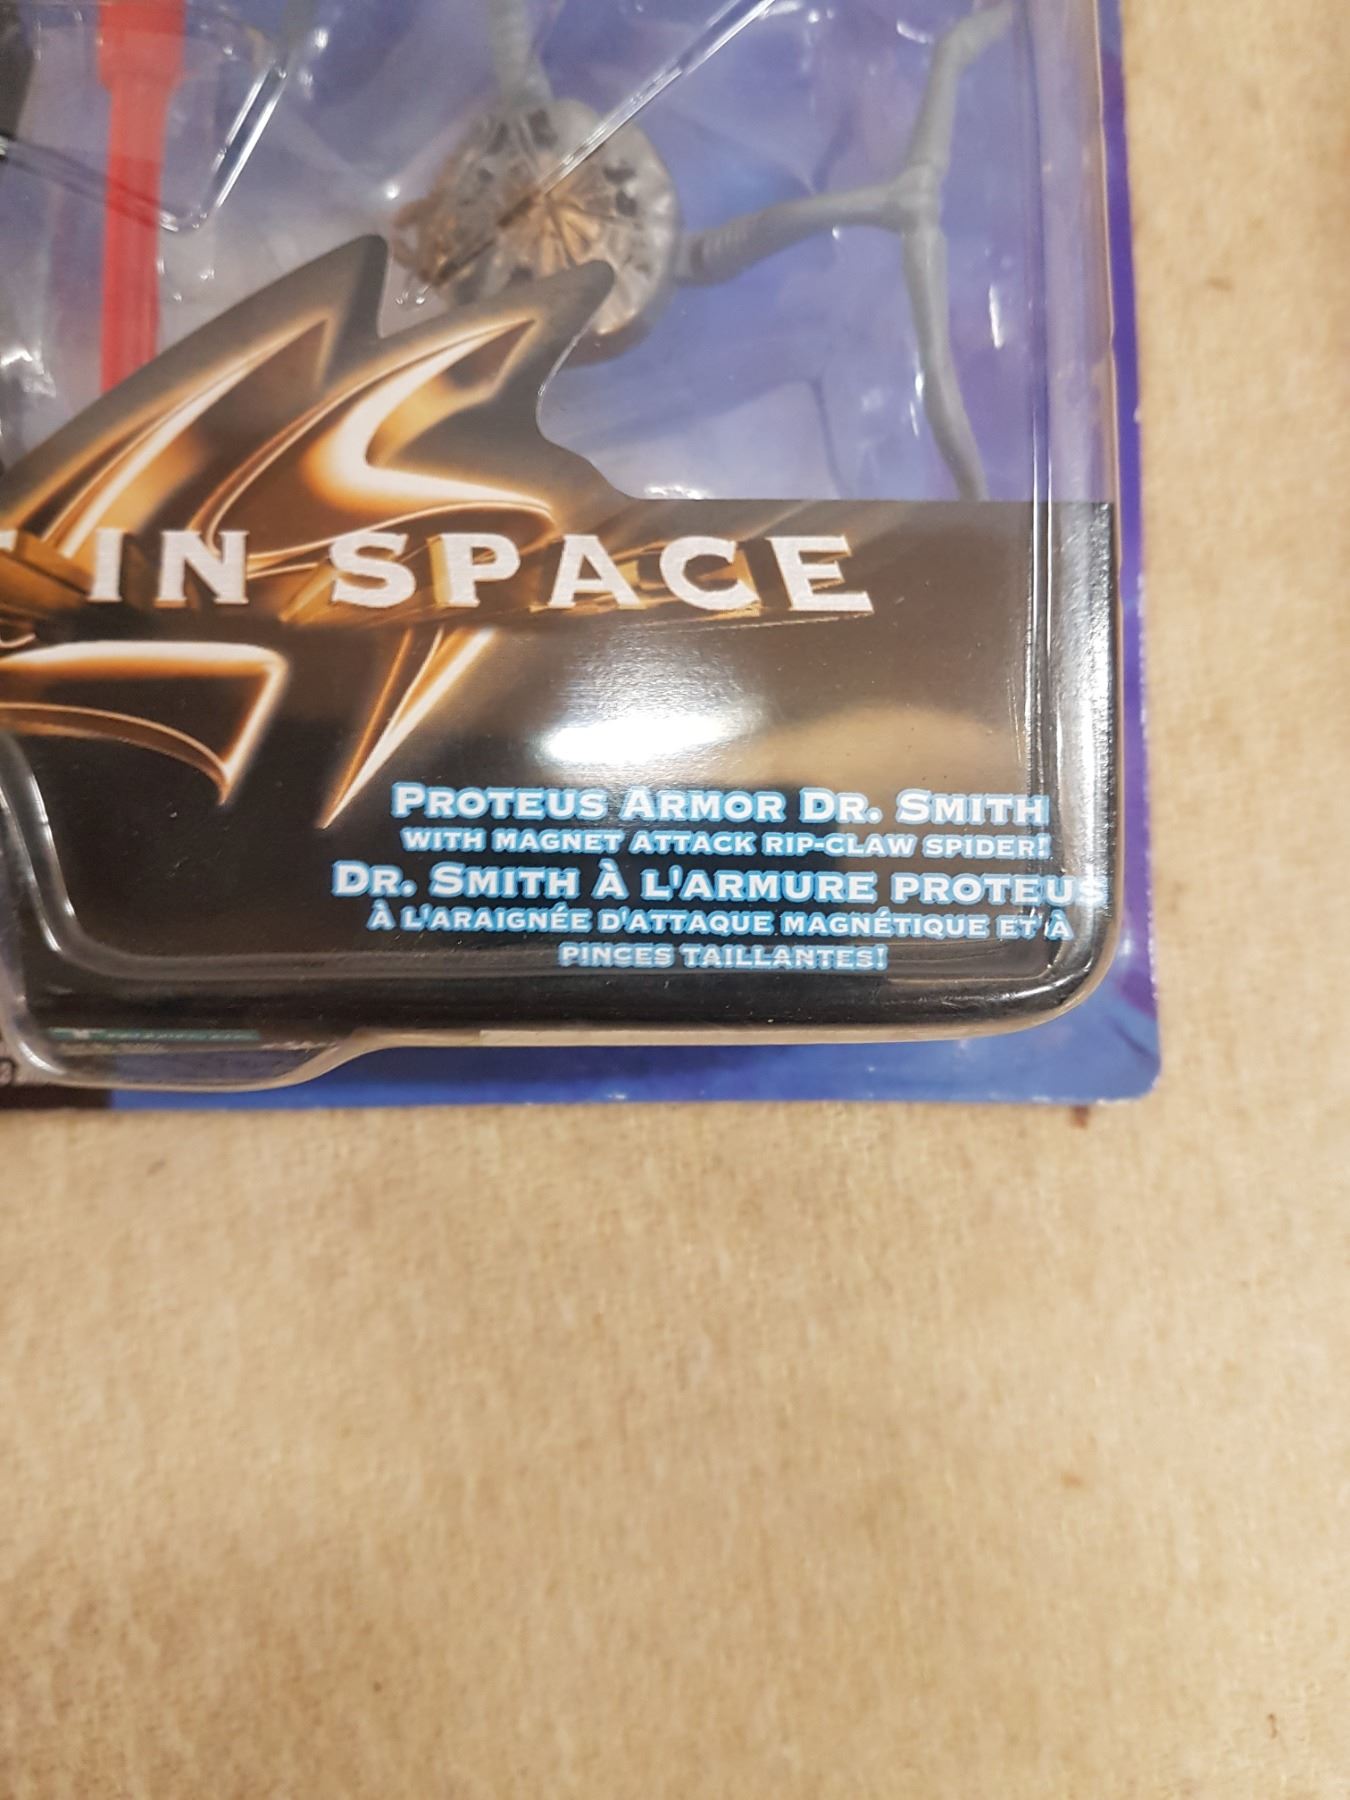 IN SPACE
PROTEUS ARMOR DR. SMITH
WITH MAGNET ATTACK RIP-CLAW SPIDER!
DR. SMITH À L'ARMURE PROTEUS
À L'ARAIGNÉE D'ATTAQUE MAGNÉTIQUE ET À
PINCES TAILLANTES!